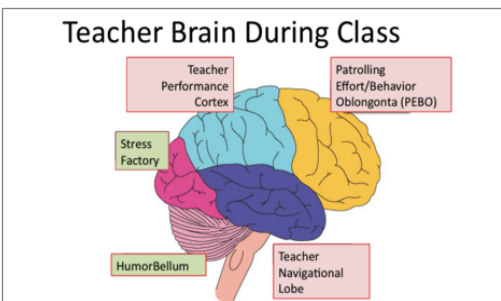 Teacher Brain During Class
Teacher
Performance
Cortex
Patrolling
Effort/Behavior
Oblongonta (PEBO)
Stress
Factory
HumorBellum
Teacher
Navigational
Lobe